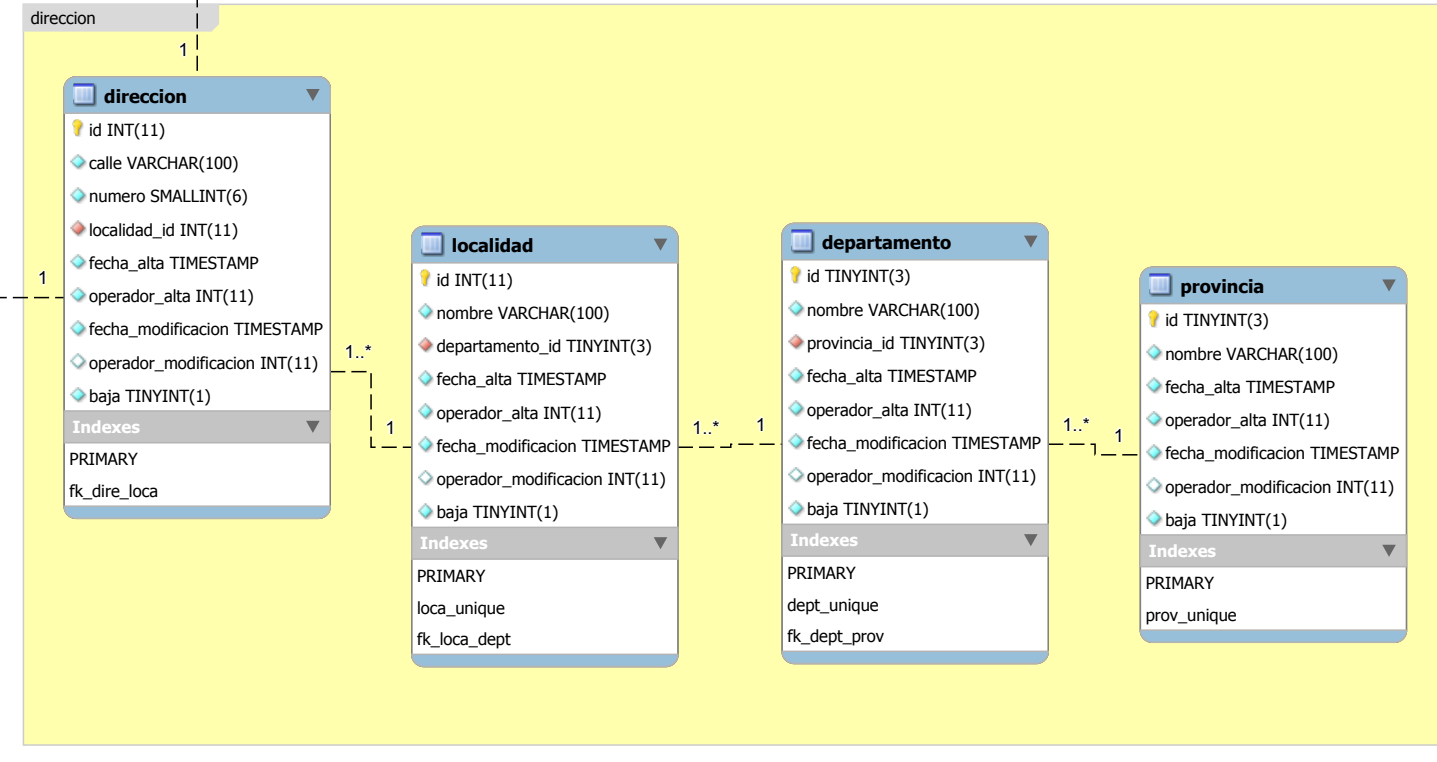 direccion
1
direccion
id INT(11)
calle VARCHAR(100)
numero SMALLINT(6)
localidad_id INT(11)
fecha_alta TIMESTAMP
1
operador_alta INT(11)
fecha_modificacion TIMESTAMP
operador_modificacion INT(11)
baja TINYINT(1)
Indexes
PRIMARY
fk_dire_loca
1..*
1
localidad
id INT(11)
nombre VARCHAR(100)
departamento_id TINYINT(3)
fecha_alta TIMESTAMP
operador_alta INT(11)
fecha_modificacion TIMESTAMP
operador_modificacion INT(11)
baja TINYINT(1)
Indexes
PRIMARY
loca_unique
fk_loca_dept
1..*
1
departamento
id TINYINT(3)
nombre VARCHAR(100)
provincia_id TINYINT(3)
fecha_alta TIMESTAMP
operador_alta INT(11)
fecha_modificacion TIMESTAMP
operador_modificacion INT(11)
baja TINYINT(1)
Indexes
PRIMARY
dept_unique
fk_dept_prov
1..*
1
provincia
id TINYINT(3)
nombre VARCHAR(100)
fecha_alta TIMESTAMP
operador_alta INT(11)
fecha_modificacion TIMESTAMP
operador_modificacion INT(11)
baja TINYINT(1)
Indexes
PRIMARY
prov_unique